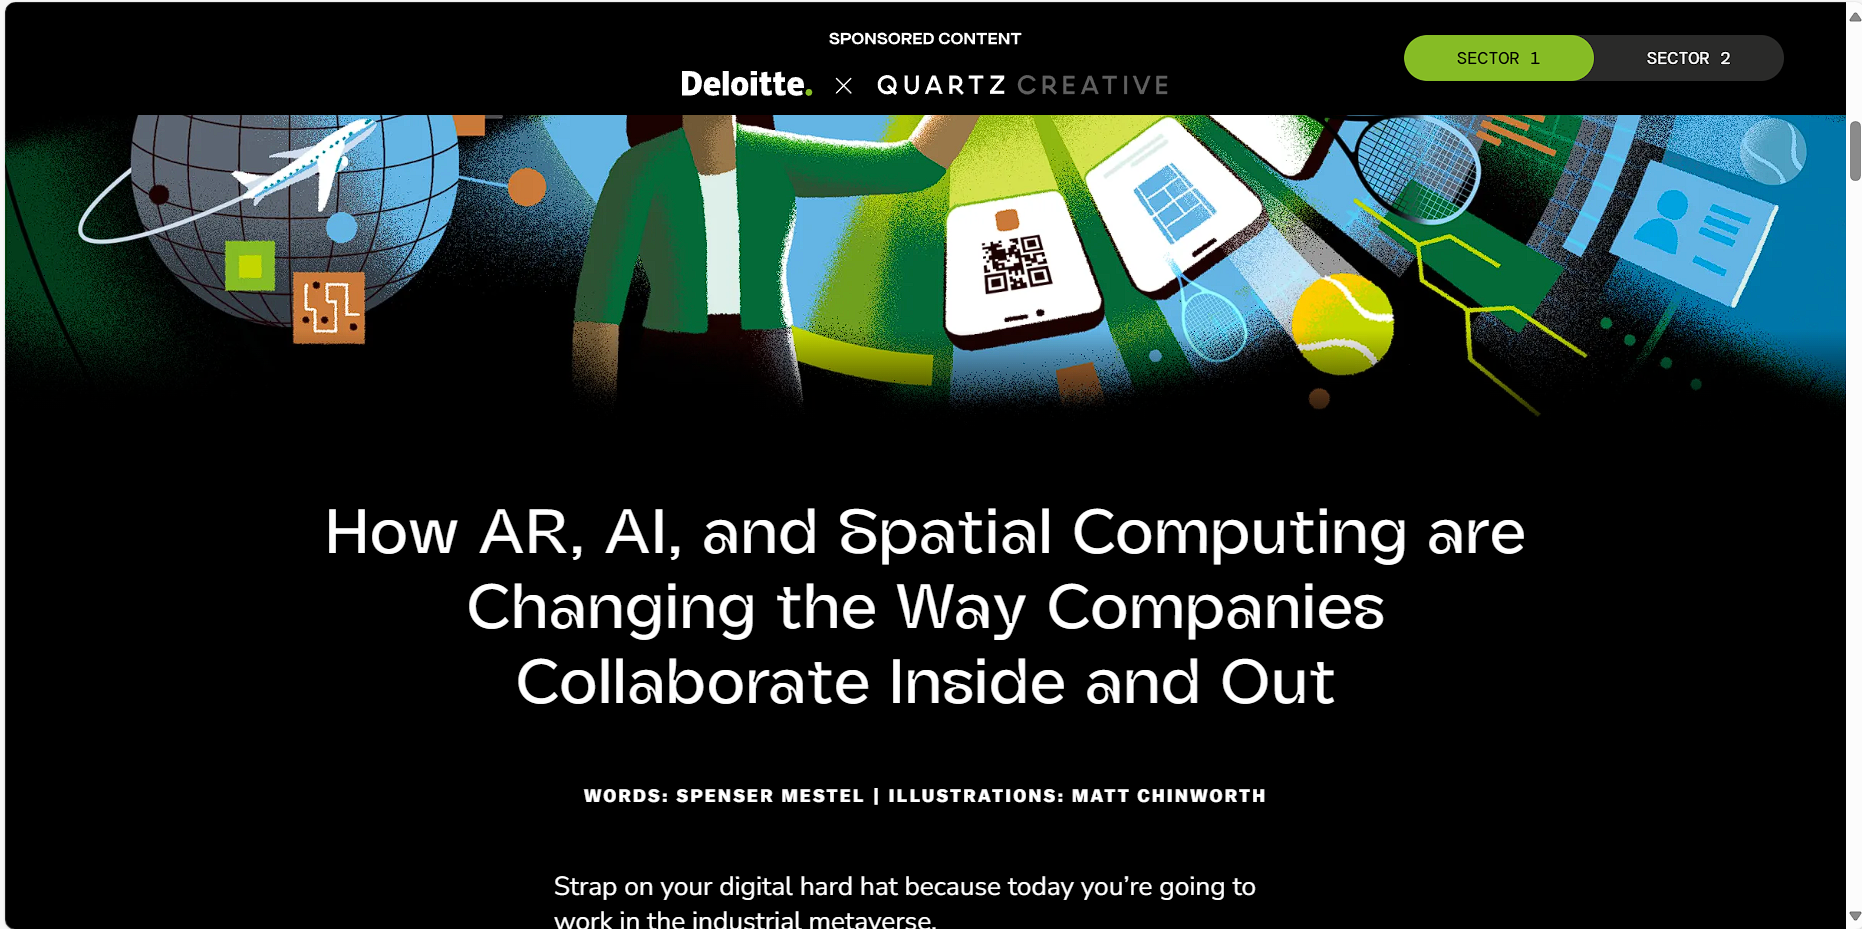 SPONSORED CONTENT
Deloitte. × QUARTZ CREATIVE
SECTOR 1 SECTOR 2
How AR, AI, and Spatial Computing are
Changing the Way Companies
Collaborate Inside and Out
WORDS: SPENSER MESTEL | ILLUSTRATIONS: MATT CHINWORTH
Strap on your digital hard hat because today you’re going to
work in the industrial metaverse.